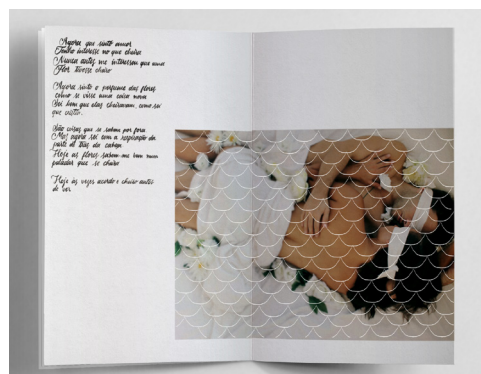 Agora que sinto amor
Tenho interesse no que cheira
Nunca antes me interessou que uma
Flor tivesse cheiro
Agora sinto o perfume das flores
como se visse uma coisa nova
Sei bem que elas cheiravam, como sei
que existia.
São coisas que se sabem por fora
Mas agora sei com a respiração da
parte de trás da cabeça
Hoje as flores sabem-me bem num
paladar que se cheira
Hoje às vezes acordo e cheiro antes
de ver